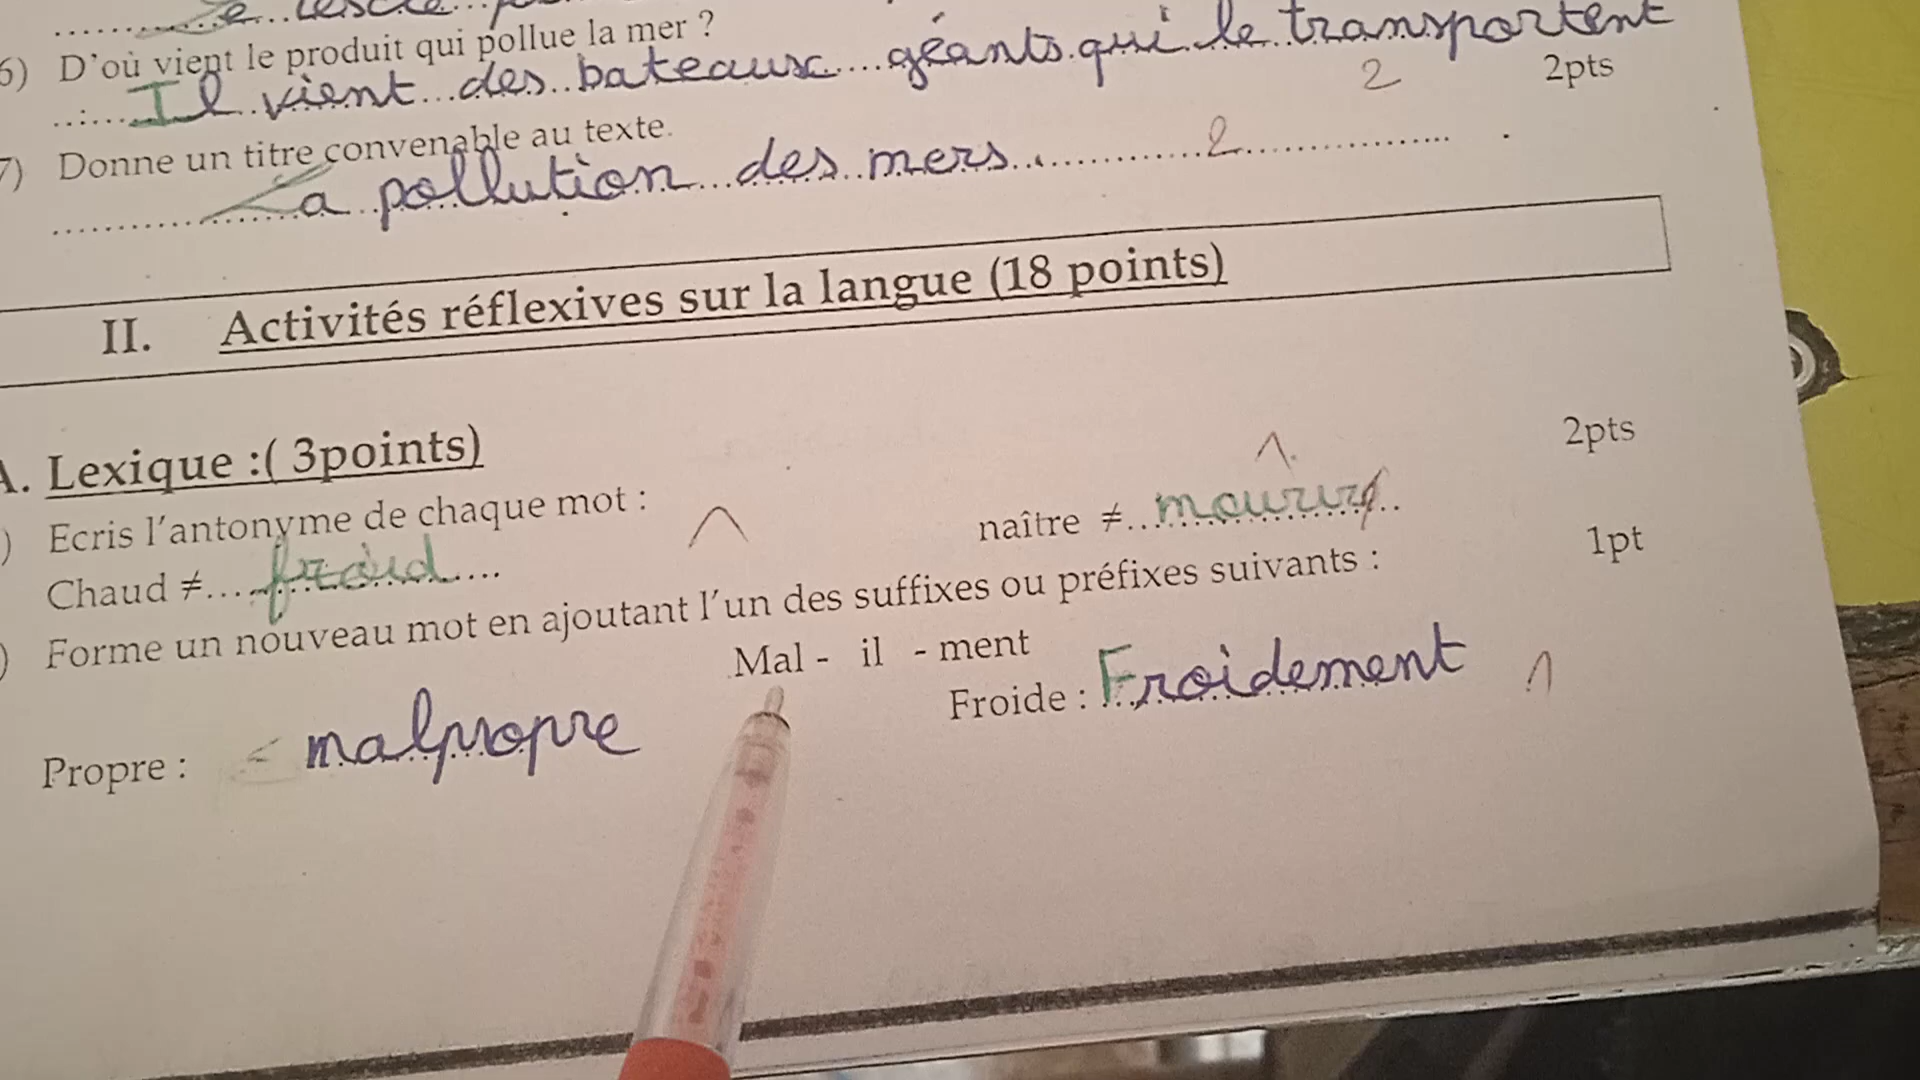 6) D'où vient le produit qui pollue la mer ?
Il vient des bateaux géants qui le transportent
2
2pts
7) Donne un titre convenable au texte.
La pollution des mers 2
II. Activités réflexives sur la langue (18 points)
A. Lexique :( 3points)
2pts
) Ecris l'antonyme de chaque mot :
Chaud ≠ froid naître ≠ mourir
1pt
) Forme un nouveau mot en ajoutant l'un des suffixes ou préfixes suivants :
Mal - il - ment
Propre : malpropre Froide : Froidement 1